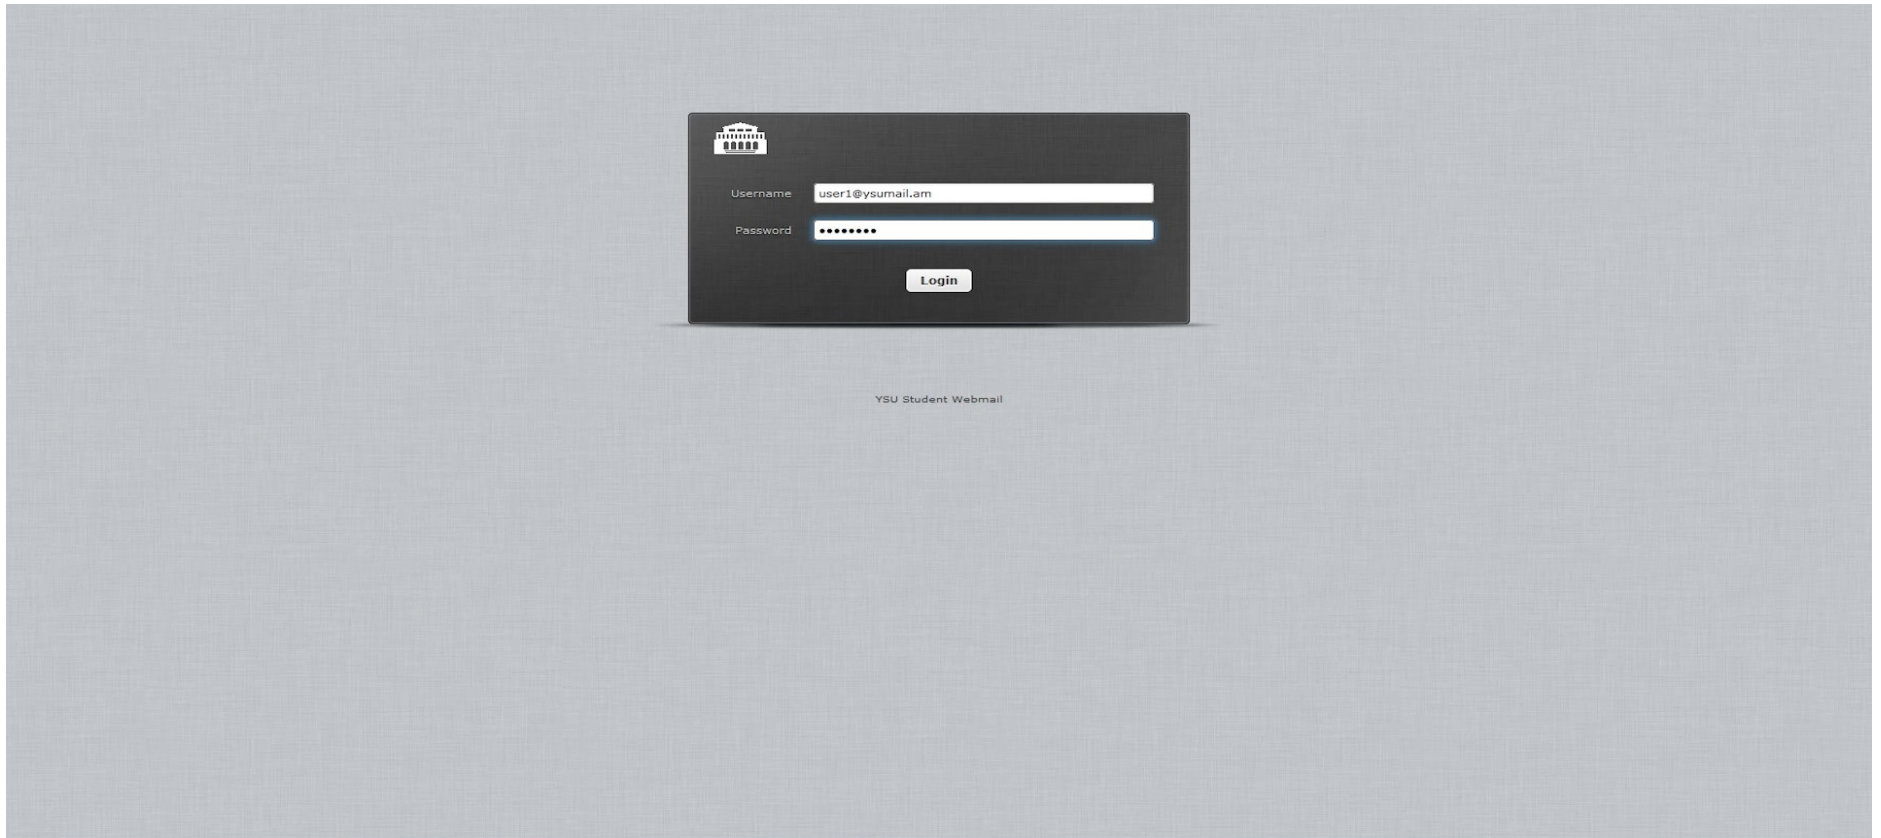 Username user1@ysumail.am
Password ••••••••
Login
YSU Student Webmail